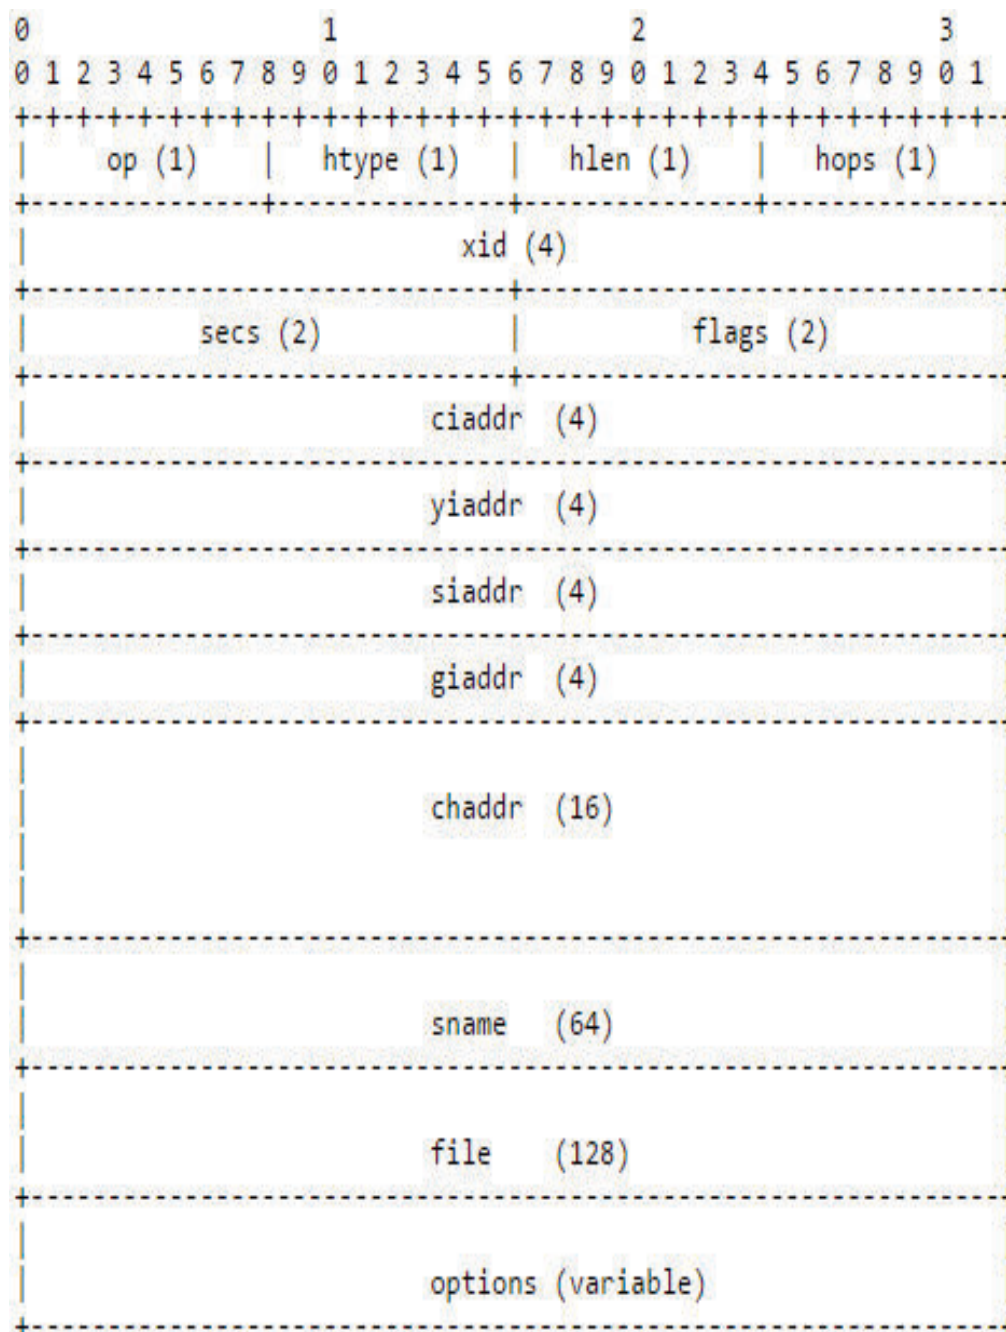 0 1 2 3
0 1 2 3 4 5 6 7 8 9 0 1 2 3 4 5 6 7 8 9 0 1 2 3 4 5 6 7 8 9 0 1
op (1) | htype (1) | hlen (1) | hops (1)
xid (4)
secs (2) | flags (2)
ciaddr (4)
yiaddr (4)
siaddr (4)
giaddr (4)
chaddr (16)
sname (64)
file (128)
options (variable)